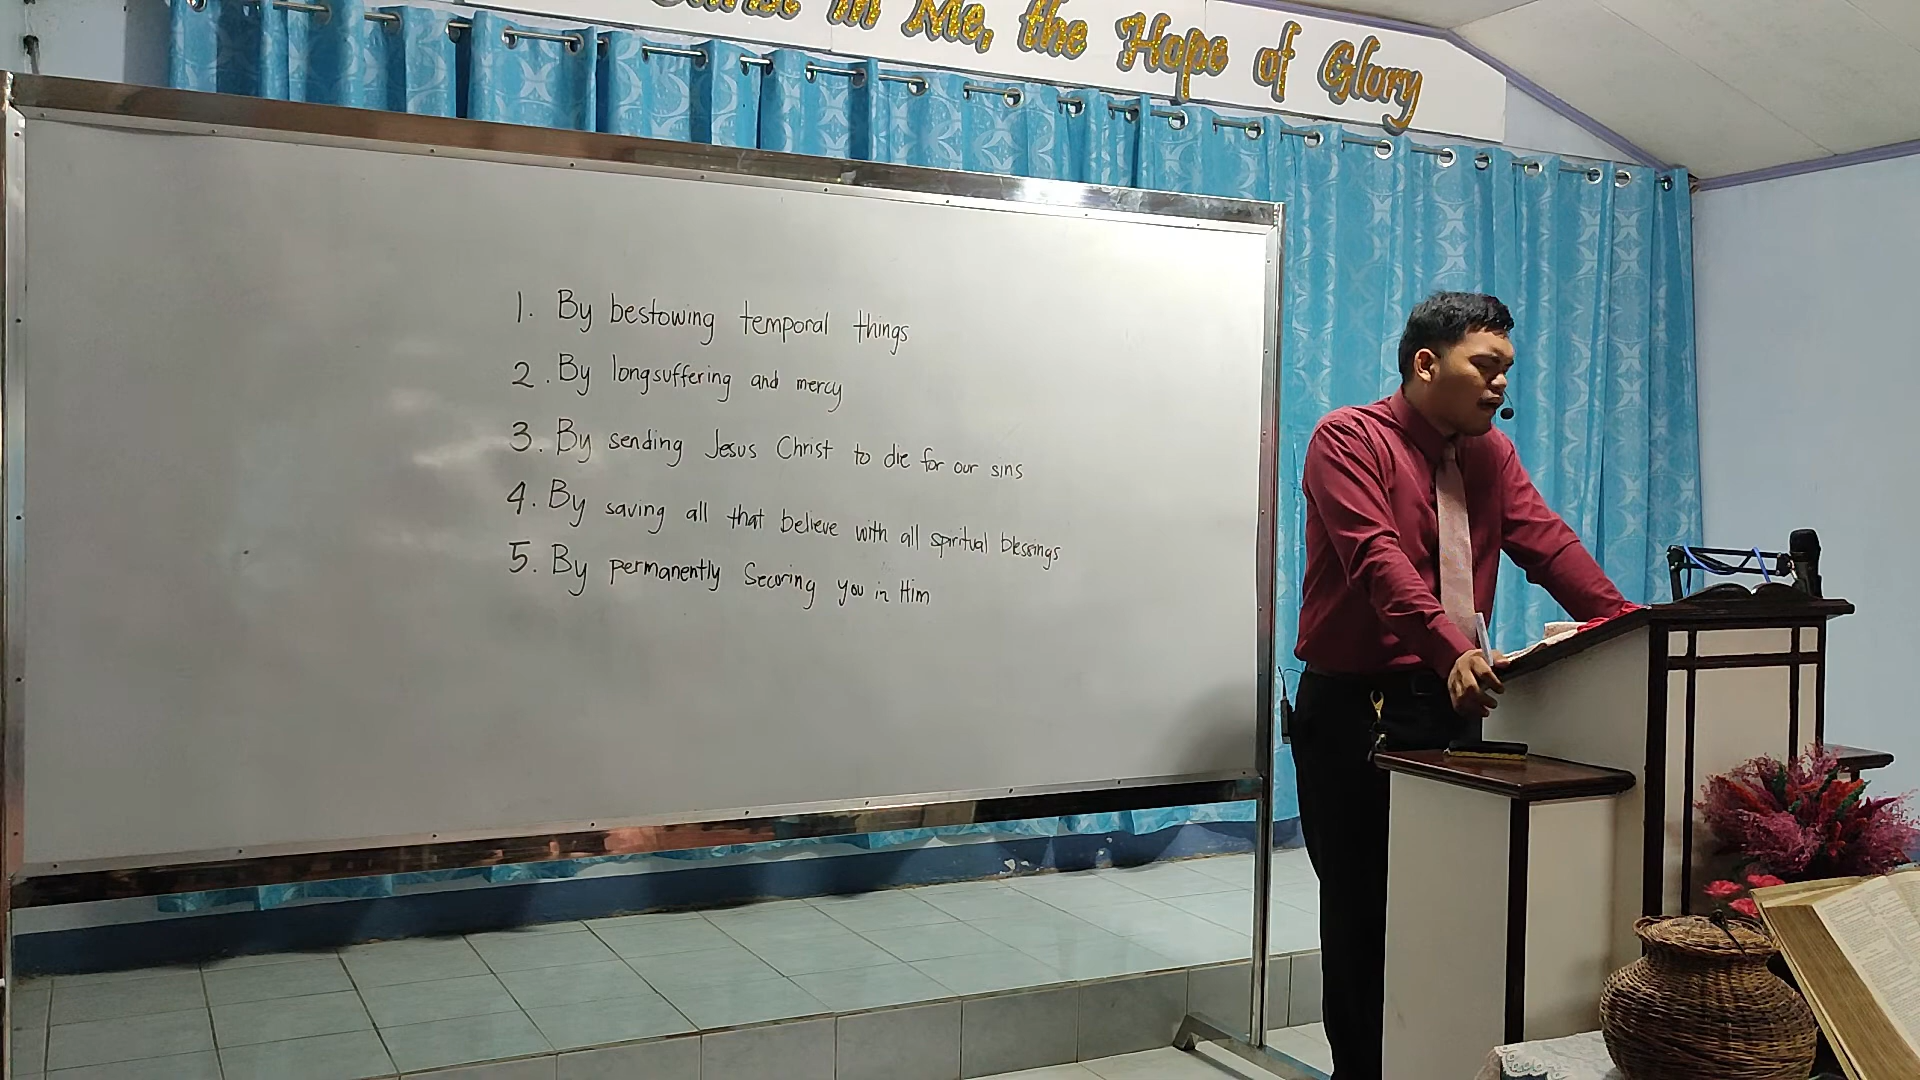 in Me, the Hope of Glory
1. By bestowing temporal things
2. By longsuffering and mercy
3. By sending Jesus Christ to die for our sins
4. By saving all that believe with all spiritual blessings
5. By permanently securing you in Him